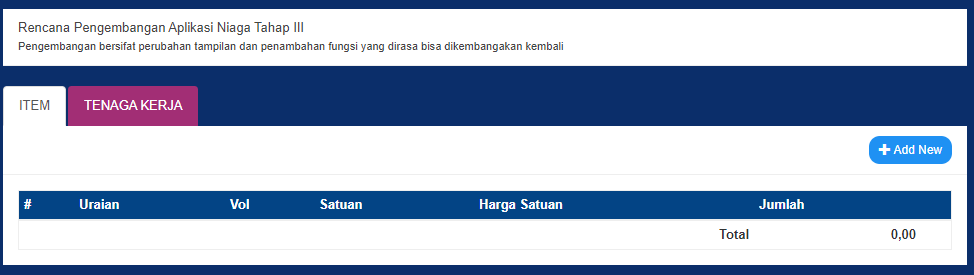 Rencana Pengembangan Aplikasi Niaga Tahap III
Pengembangan bersifat perubahan tampilan dan penambahan fungsi yang dirasa bisa dikembangakan kembali
ITEM TENAGA KERJA
Add New
# Uraian Vol Satuan Harga Satuan Jumlah
Total 0,00